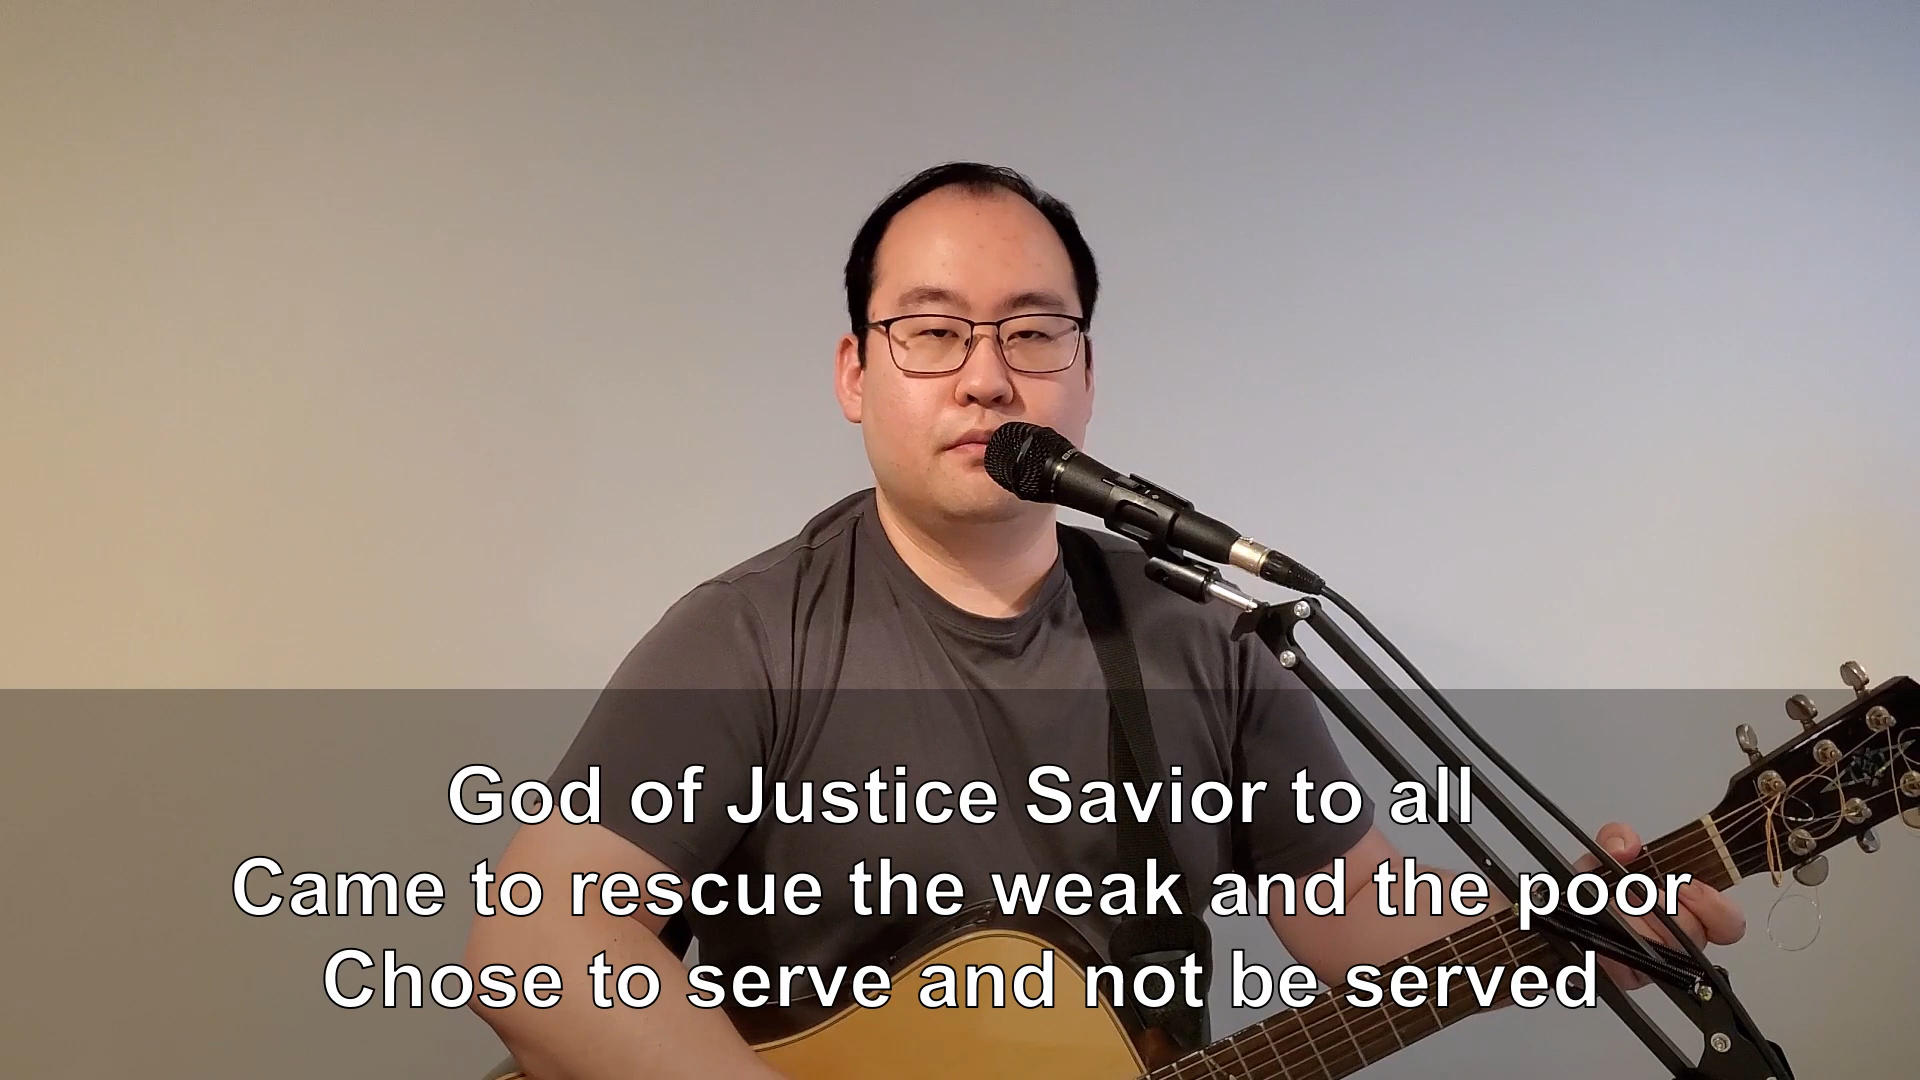 God of Justice Savior to all
Came to rescue the weak and the poor
Chose to serve and not be served